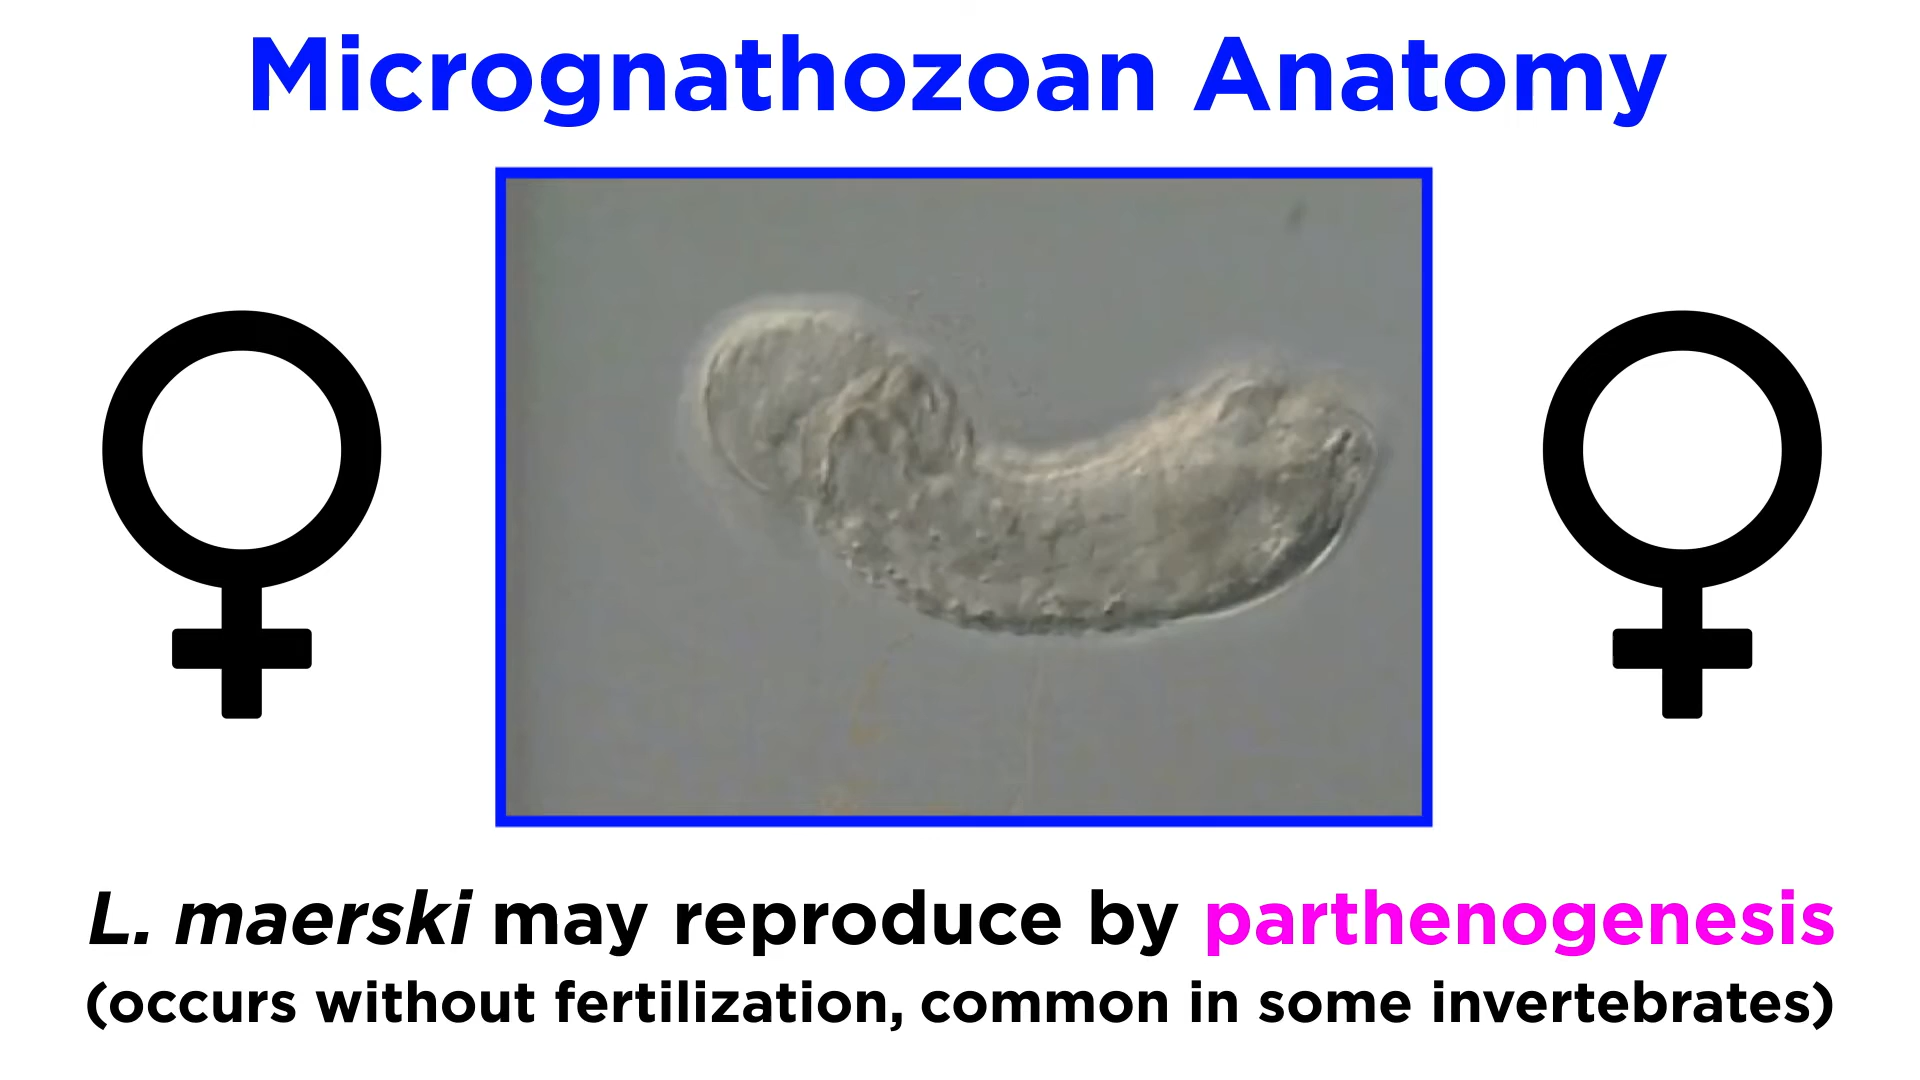 Micrognathozoan Anatomy
L. maerski may reproduce by parthenogenesis
(occurs without fertilization, common in some invertebrates)